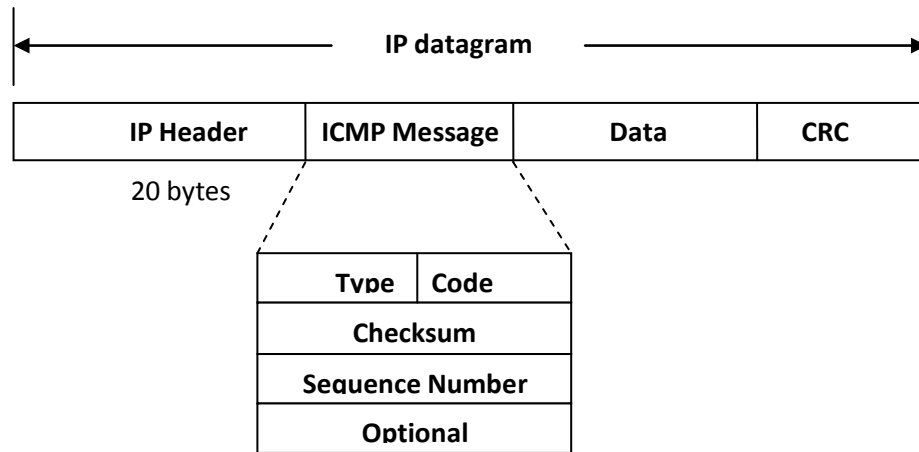 IP datagram
IP Header ICMP Message Data CRC
20 bytes
Type Code
Checksum
Sequence Number
Optional